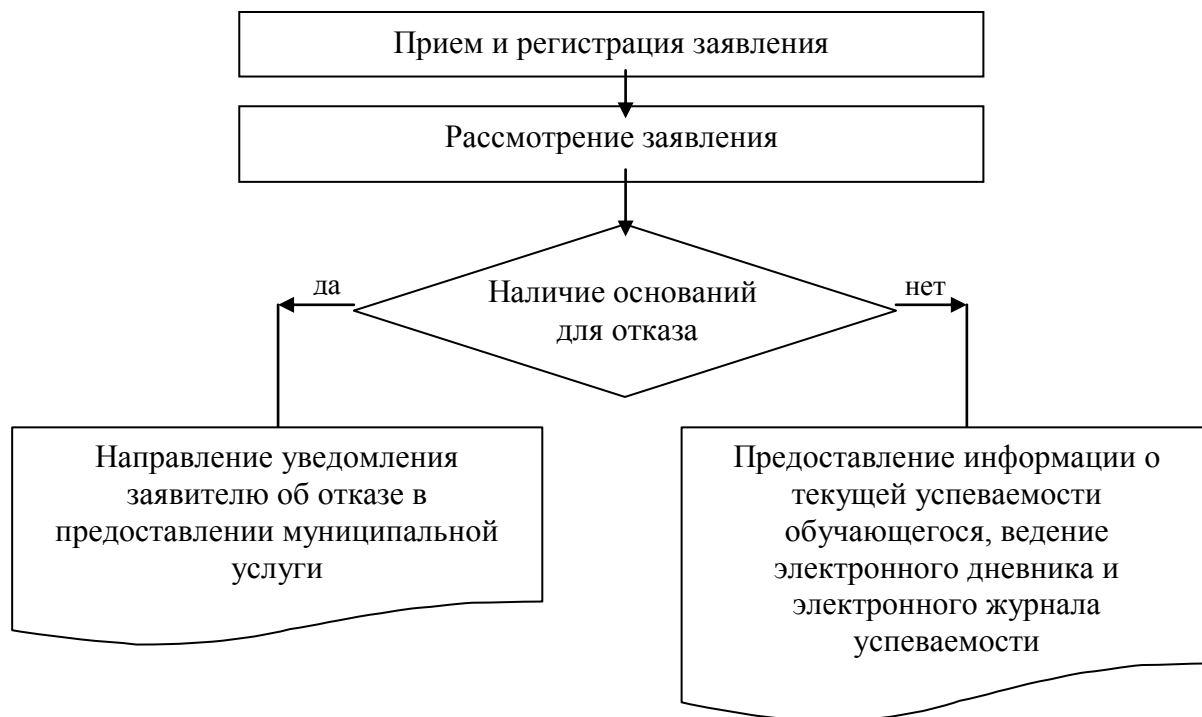 Прием и регистрация заявления
Рассмотрение заявления
Наличие оснований
для отказа
да
нет
Направление уведомления
заявителю об отказе в
предоставлении муниципальной
услуги
Предоставление информации о
текущей успеваемости
обучающегося, ведение
электронного дневника и
электронного журнала
успеваемости